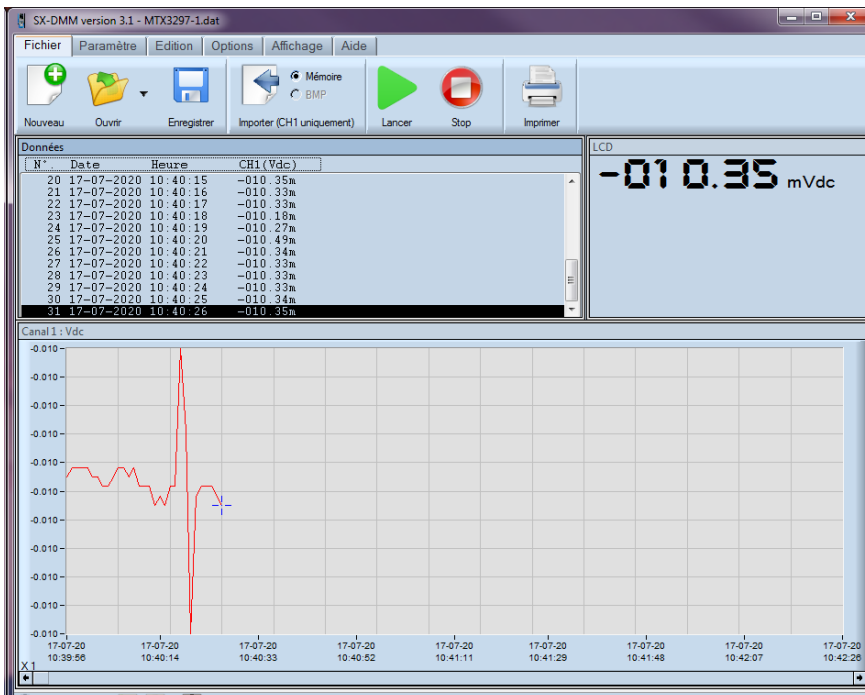 SX-DMM version 3.1 - MTX3297-1.dat
Fichier Paramètre Edition Options Affichage Aide
Mémoire
BMP
Nouveau Ouvrir Enregistrer Importer (CH1 uniquement) Lancer Stop Imprimer
Données
N°. Date Heure CH1(Vdc)
20 17-07-2020 10:40:15 -010.35m
21 17-07-2020 10:40:16 -010.33m
22 17-07-2020 10:40:17 -010.33m
23 17-07-2020 10:40:18 -010.18m
24 17-07-2020 10:40:19 -010.27m
25 17-07-2020 10:40:20 -010.49m
26 17-07-2020 10:40:21 -010.34m
27 17-07-2020 10:40:22 -010.33m
28 17-07-2020 10:40:23 -010.33m
29 17-07-2020 10:40:24 -010.33m
30 17-07-2020 10:40:25 -010.34m
31 17-07-2020 10:40:26 -010.35m
LCD
-010.35 mVdc
Canal 1 : Vdc
-0.010
-0.010
-0.010
-0.010
-0.010
-0.010
-0.010
-0.010
-0.010
-0.010
-0.010
17-07-20 17-07-20 17-07-20 17-07-20 17-07-20 17-07-20 17-07-20 17-07-20 17-07-20
10:39:56 10:40:14 10:40:33 10:40:52 10:41:11 10:41:29 10:41:48 10:42:07 10:42:26
X1